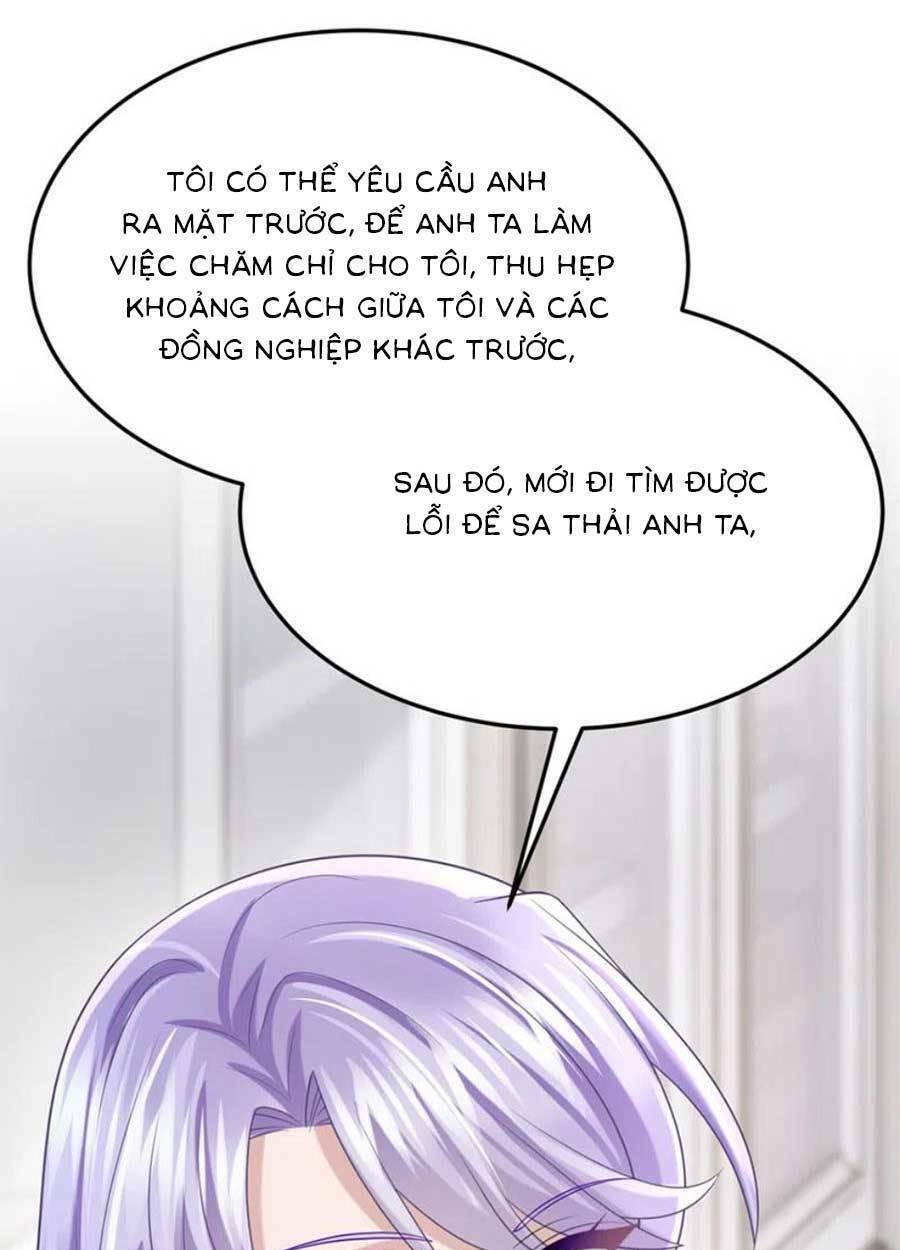 TÔI CÓ THỂ YÊU CẦU ANH
RA MẶT TRƯỚC, ĐỂ ANH TA LÀM
VIỆC CHĂM CHỈ CHO TÔI, THU HẸP
KHOẢNG CÁCH GIỮA TÔI VÀ CÁC
ĐỒNG NGHIỆP KHÁC TRƯỚC,
SAU ĐÓ, MỚI ĐI TÌM ĐƯỢC
LỖI ĐỂ SA THẢI ANH TA,